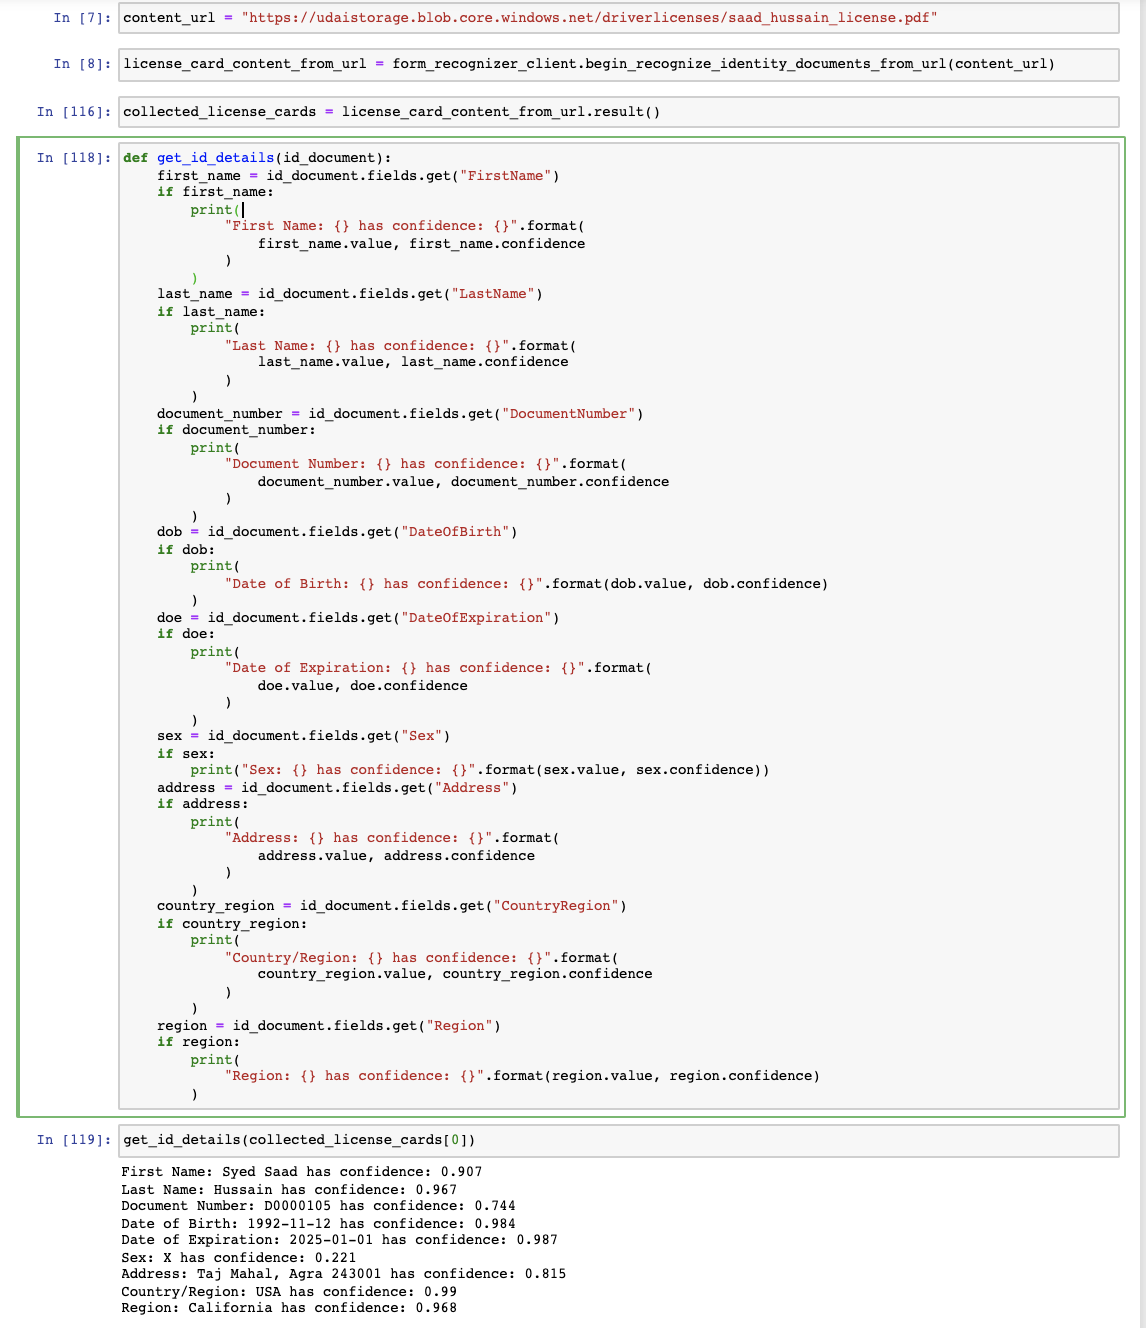 In [7]: content_url = "https://udaistorage.blob.core.windows.net/driverlicenses/saad_hussain_license.pdf"
In [8]: license_card_content_from_url = form_recognizer_client.begin_recognize_identity_documents_from_url(content_url)
In [116]: collected_license_cards = license_card_content_from_url.result()
In [118]: def get_id_details(id_document):
    first_name = id_document.fields.get("FirstName")
    if first_name:
        print(
            "First Name: {} has confidence: {}".format(
                first_name.value, first_name.confidence
            )
        )
    last_name = id_document.fields.get("LastName")
    if last_name:
        print(
            "Last Name: {} has confidence: {}".format(
                last_name.value, last_name.confidence
            )
        )
    document_number = id_document.fields.get("DocumentNumber")
    if document_number:
        print(
            "Document Number: {} has confidence: {}".format(
                document_number.value, document_number.confidence
            )
        )
    dob = id_document.fields.get("DateOfBirth")
    if dob:
        print(
            "Date of Birth: {} has confidence: {}".format(dob.value, dob.confidence)
        )
    doe = id_document.fields.get("DateOfExpiration")
    if doe:
        print(
            "Date of Expiration: {} has confidence: {}".format(
                doe.value, doe.confidence
            )
        )
    sex = id_document.fields.get("Sex")
    if sex:
        print("Sex: {} has confidence: {}".format(sex.value, sex.confidence))
    address = id_document.fields.get("Address")
    if address:
        print(
            "Address: {} has confidence: {}".format(
                address.value, address.confidence
            )
        )
    country_region = id_document.fields.get("CountryRegion")
    if country_region:
        print(
            "Country/Region: {} has confidence: {}".format(
                country_region.value, country_region.confidence
            )
        )
    region = id_document.fields.get("Region")
    if region:
        print(
            "Region: {} has confidence: {}".format(region.value, region.confidence)
        )
In [119]: get_id_details(collected_license_cards[0])
First Name: Syed Saad has confidence: 0.907
Last Name: Hussain has confidence: 0.967
Document Number: D0000105 has confidence: 0.744
Date of Birth: 1992-11-12 has confidence: 0.984
Date of Expiration: 2025-01-01 has confidence: 0.987
Sex: X has confidence: 0.221
Address: Taj Mahal, Agra 243001 has confidence: 0.815
Country/Region: USA has confidence: 0.99
Region: California has confidence: 0.968